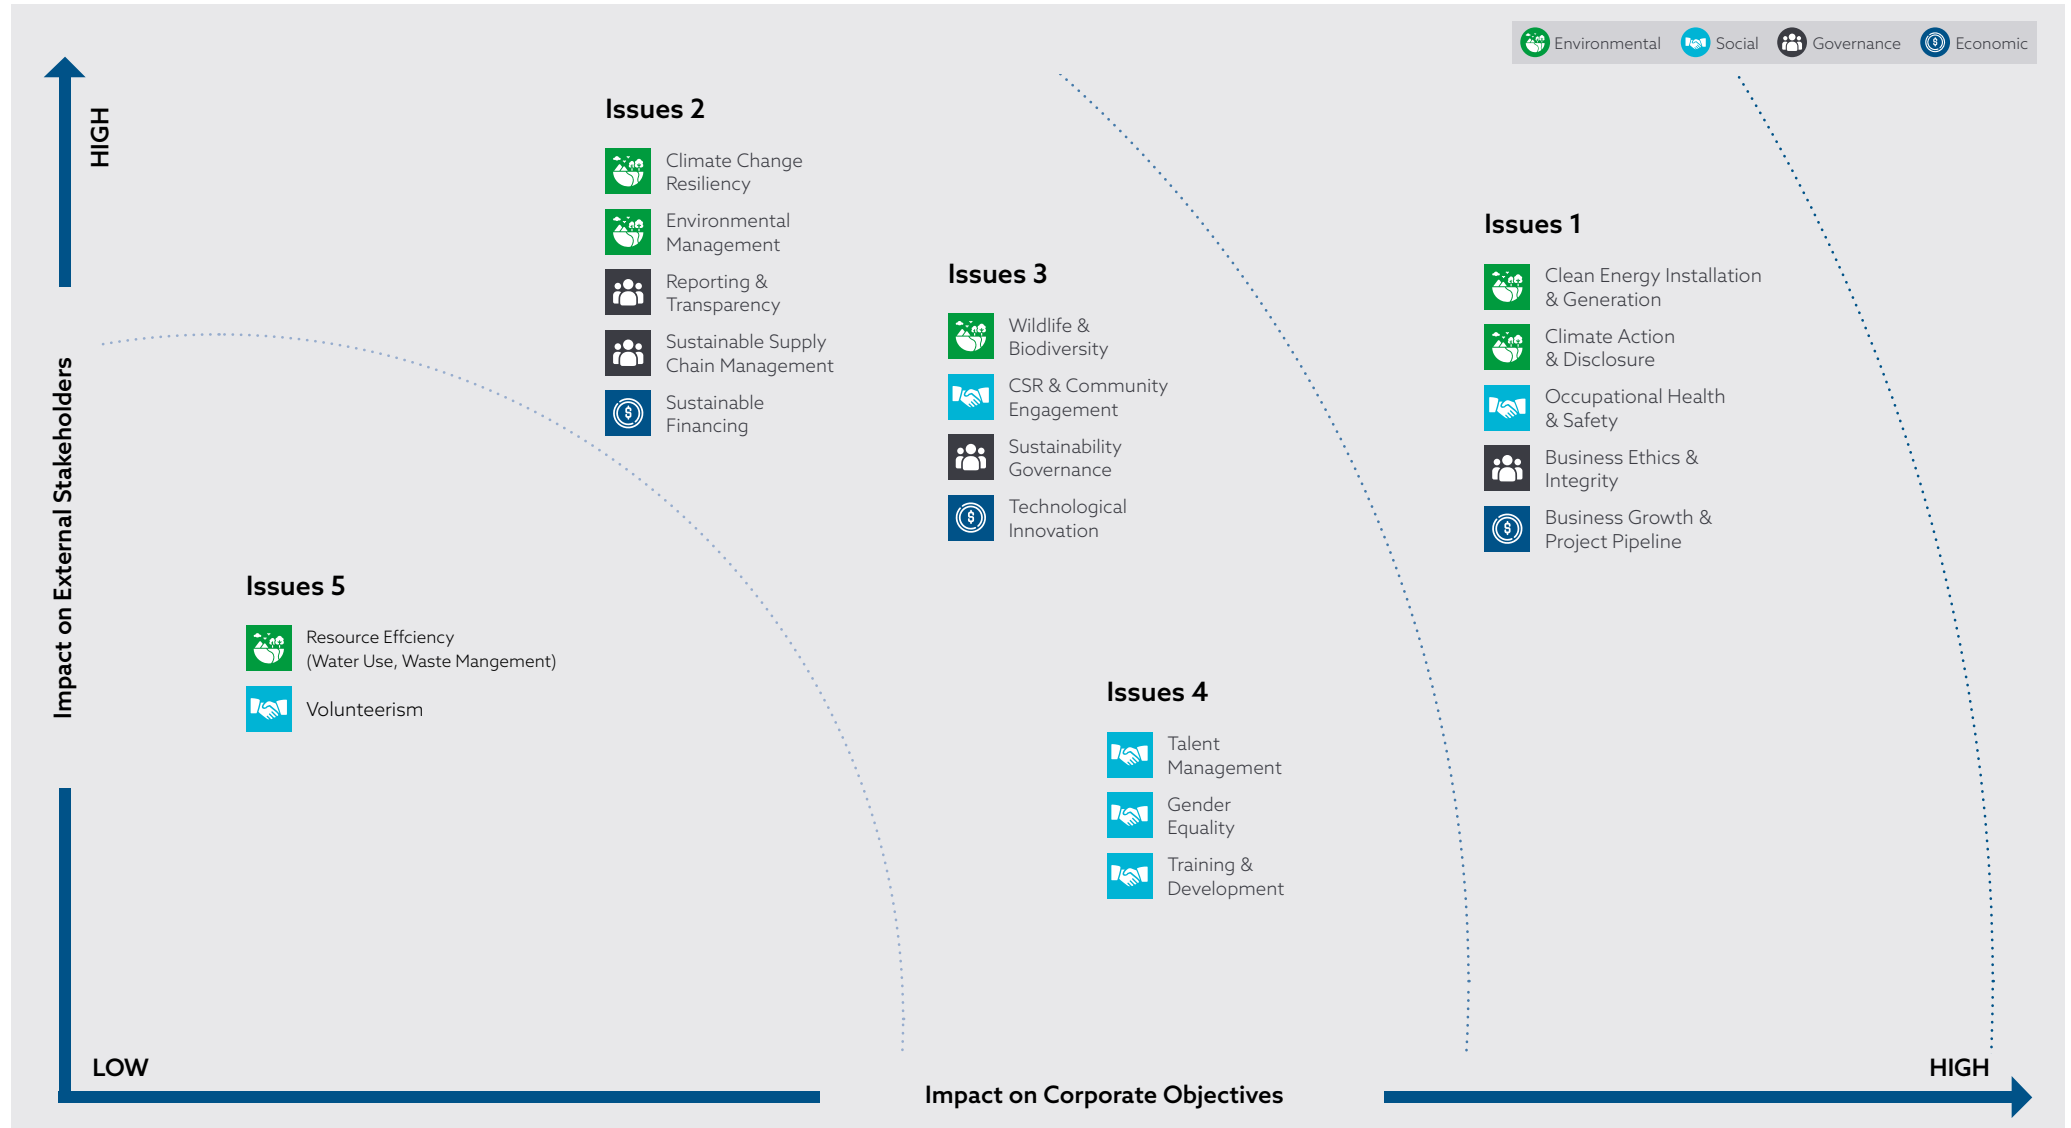 Environmental
Social
Governance
Economic
HIGH
Impact on External Stakeholders
Issues 2
Climate Change
Resiliency
Environmental
Management
Reporting &
Transparency
Sustainable Supply
Chain Management
Sustainable
Financing
Issues 3
Wildlife &
Biodiversity
CSR & Community
Engagement
Sustainability
Governance
Technological
Innovation
Issues 1
Clean Energy Installation
& Generation
Climate Action
& Disclosure
Occupational Health
& Safety
Business Ethics &
Integrity
Business Growth &
Project Pipeline
Issues 5
Resource Effciency
(Water Use, Waste Mangement)
Volunteerism
Issues 4
Talent
Management
Gender
Equality
Training &
Development
LOW
Impact on Corporate Objectives
HIGH